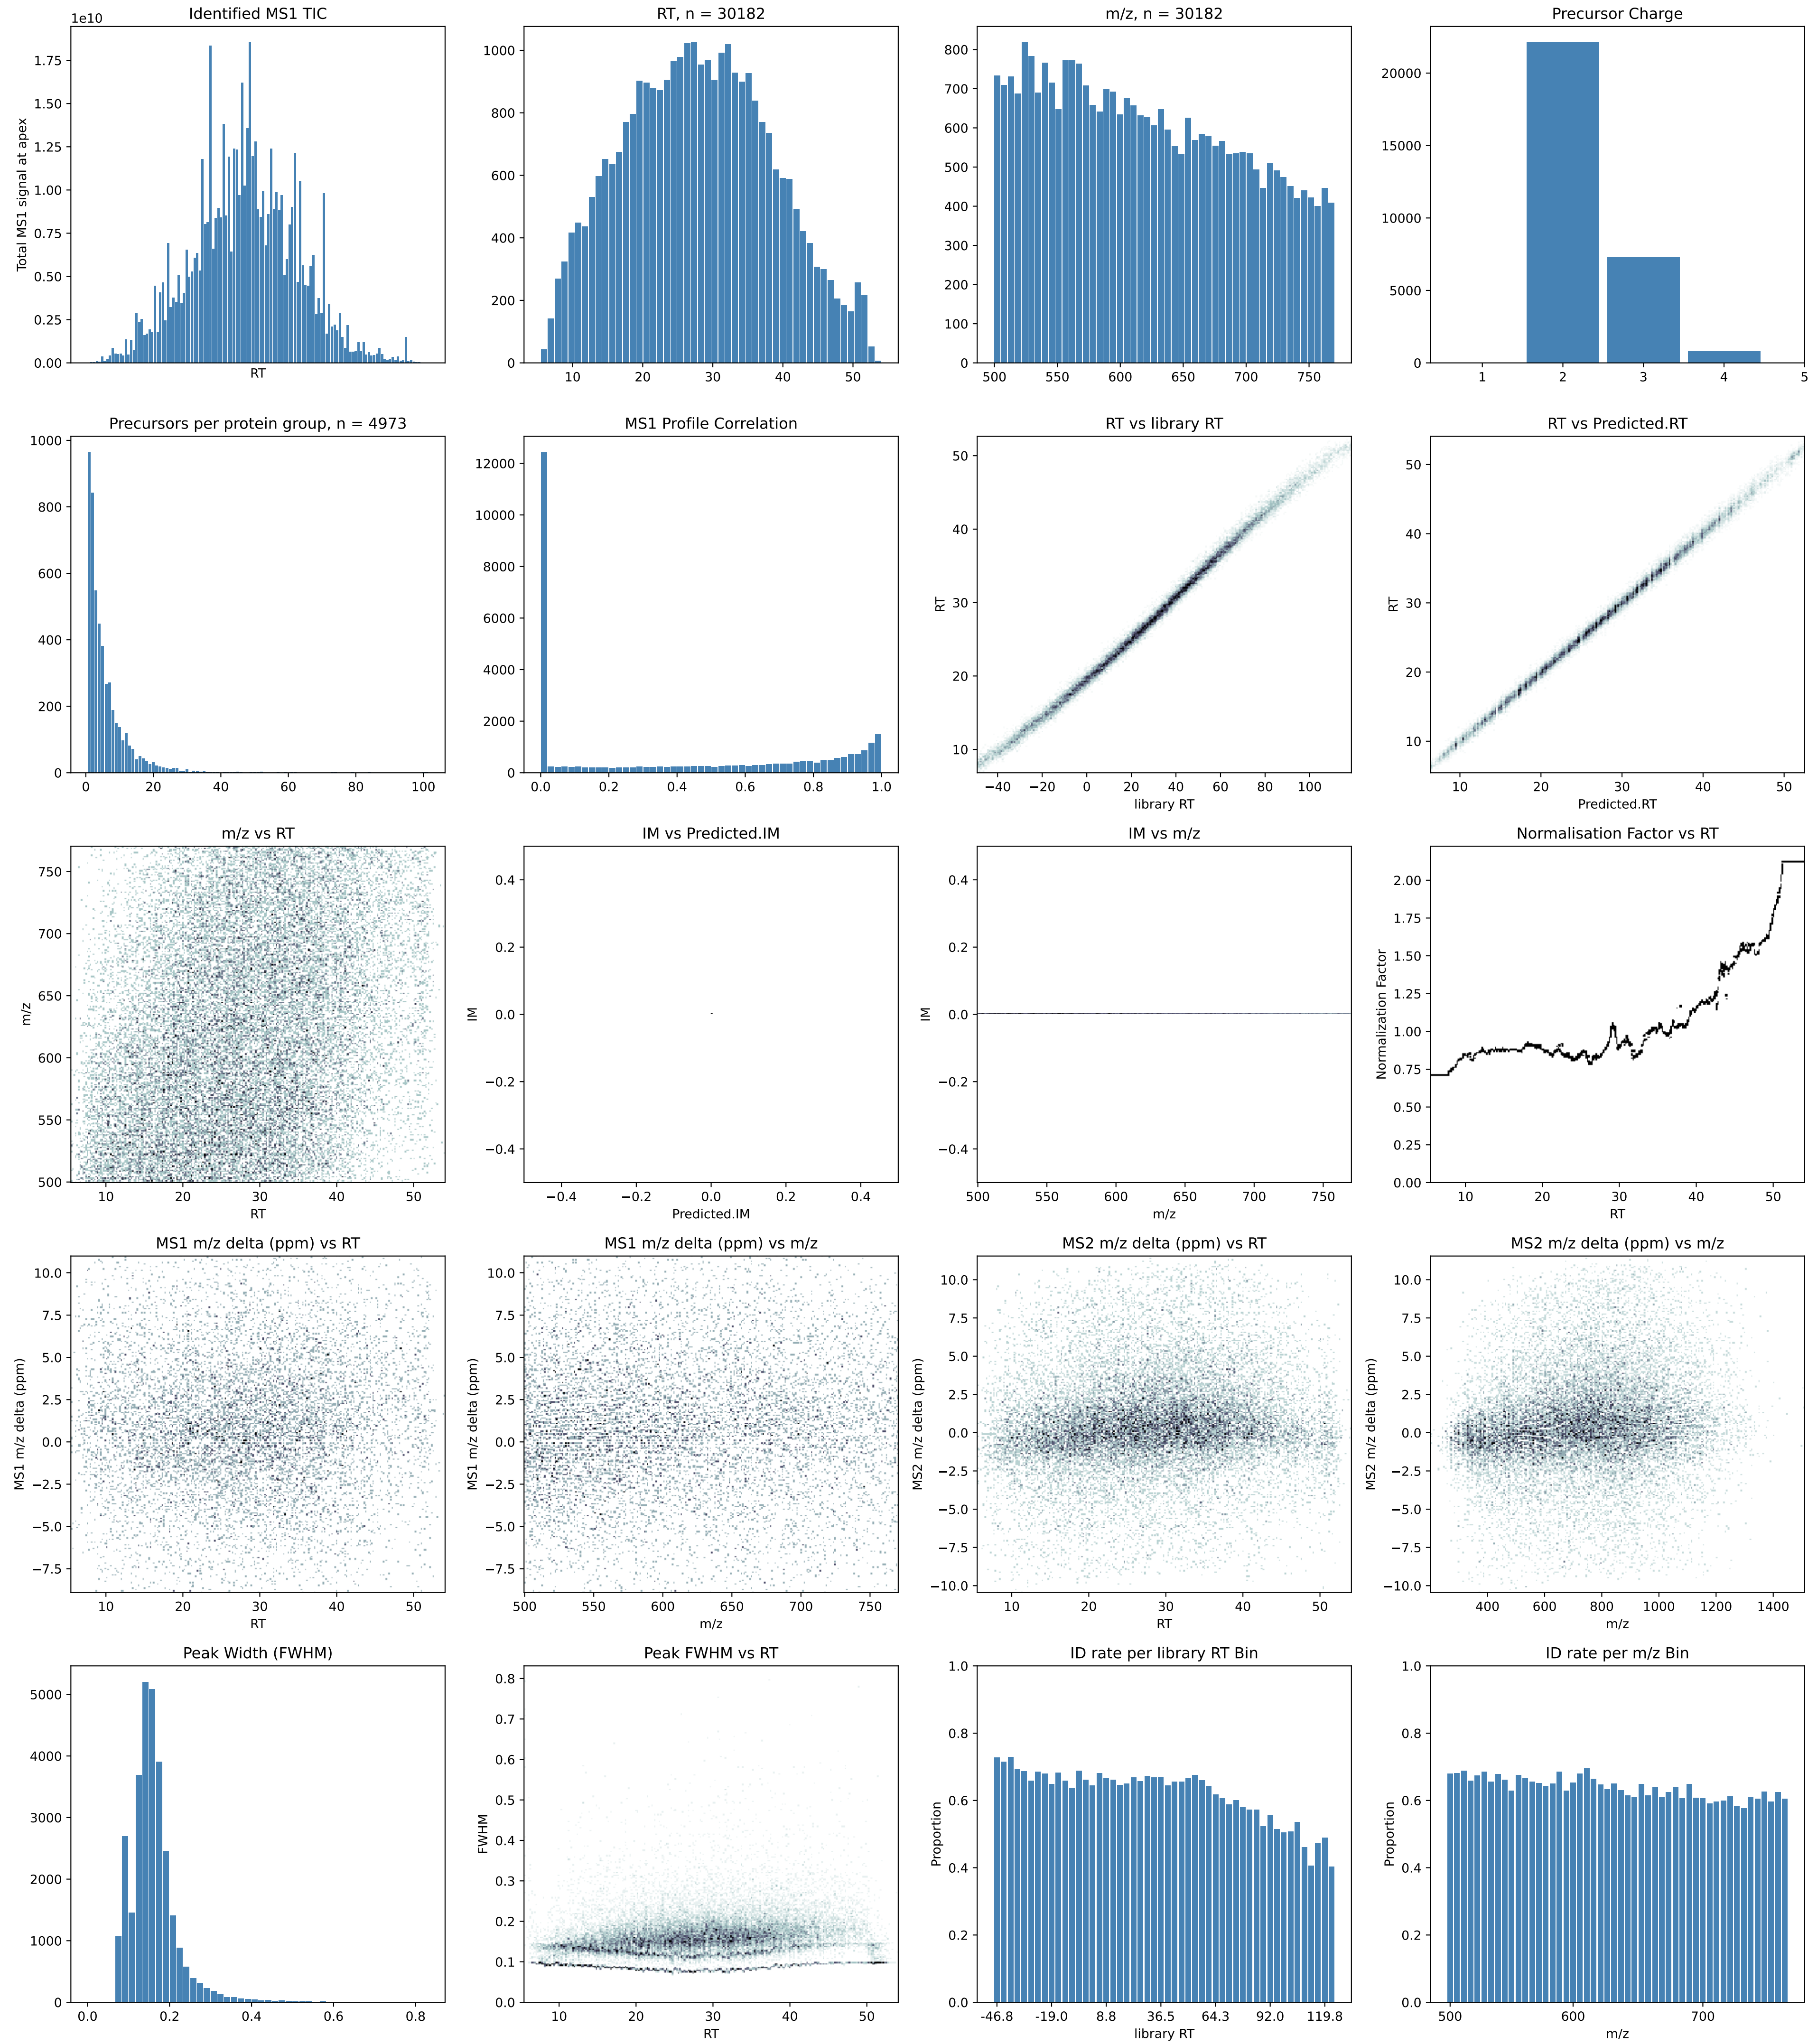 Identified MS1 TIC
1e10
Total MS1 signal at apex
1.75
1.50
1.25
1.00
0.75
0.50
0.25
0.00
RT
RT, n = 30182
1000
800
600
400
200
0
10 20 30 40 50
m/z, n = 30182
800
700
600
500
400
300
200
100
0
500 550 600 650 700 750
Precursor Charge
20000
15000
10000
5000
0
1 2 3 4 5
Precursors per protein group, n = 4973
1000
800
600
400
200
0
0 20 40 60 80 100
MS1 Profile Correlation
12000
10000
8000
6000
4000
2000
0
0.0 0.2 0.4 0.6 0.8 1.0
RT vs library RT
RT
50
40
30
20
10
−40 −20 0 20 40 60 80 100
library RT
RT vs Predicted.RT
RT
50
40
30
20
10
10 20 30 40 50
Predicted.RT
m/z vs RT
m/z
750
700
650
600
550
500
10 20 30 40 50
RT
IM vs Predicted.IM
IM
0.4
0.2
0.0
−0.2
−0.4
−0.4 −0.2 0.0 0.2 0.4
Predicted.IM
IM vs m/z
IM
0.4
0.2
0.0
−0.2
−0.4
500 550 600 650 700 750
m/z
Normalisation Factor vs RT
Normalization Factor
2.00
1.75
1.50
1.25
1.00
0.75
0.50
0.25
0.00
10 20 30 40 50
RT
MS1 m/z delta (ppm) vs RT
MS1 m/z delta (ppm)
10.0
7.5
5.0
2.5
0.0
−2.5
−5.0
−7.5
10 20 30 40 50
RT
MS1 m/z delta (ppm) vs m/z
MS1 m/z delta (ppm)
10.0
7.5
5.0
2.5
0.0
−2.5
−5.0
−7.5
500 550 600 650 700 750
m/z
MS2 m/z delta (ppm) vs RT
MS2 m/z delta (ppm)
10.0
7.5
5.0
2.5
0.0
−2.5
−5.0
−7.5
−10.0
10 20 30 40 50
RT
MS2 m/z delta (ppm) vs m/z
MS2 m/z delta (ppm)
10.0
7.5
5.0
2.5
0.0
−2.5
−5.0
−7.5
−10.0
400 600 800 1000 1200 1400
m/z
Peak Width (FWHM)
5000
4000
3000
2000
1000
0
0.0 0.2 0.4 0.6 0.8
Peak FWHM vs RT
FWHM
0.8
0.7
0.6
0.5
0.4
0.3
0.2
0.1
0.0
10 20 30 40 50
RT
ID rate per library RT Bin
Proportion
1.0
0.8
0.6
0.4
0.2
0.0
-46.8 -19.0 8.8 36.5 64.3 92.0 119.8
library RT
ID rate per m/z Bin
Proportion
1.0
0.8
0.6
0.4
0.2
0.0
500 600 700
m/z